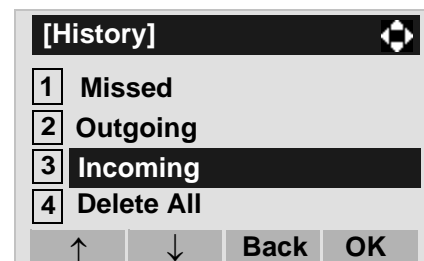 [History]
1 Missed
2 Outgoing
3 Incoming
4 Delete All
↑ ↓ Back OK